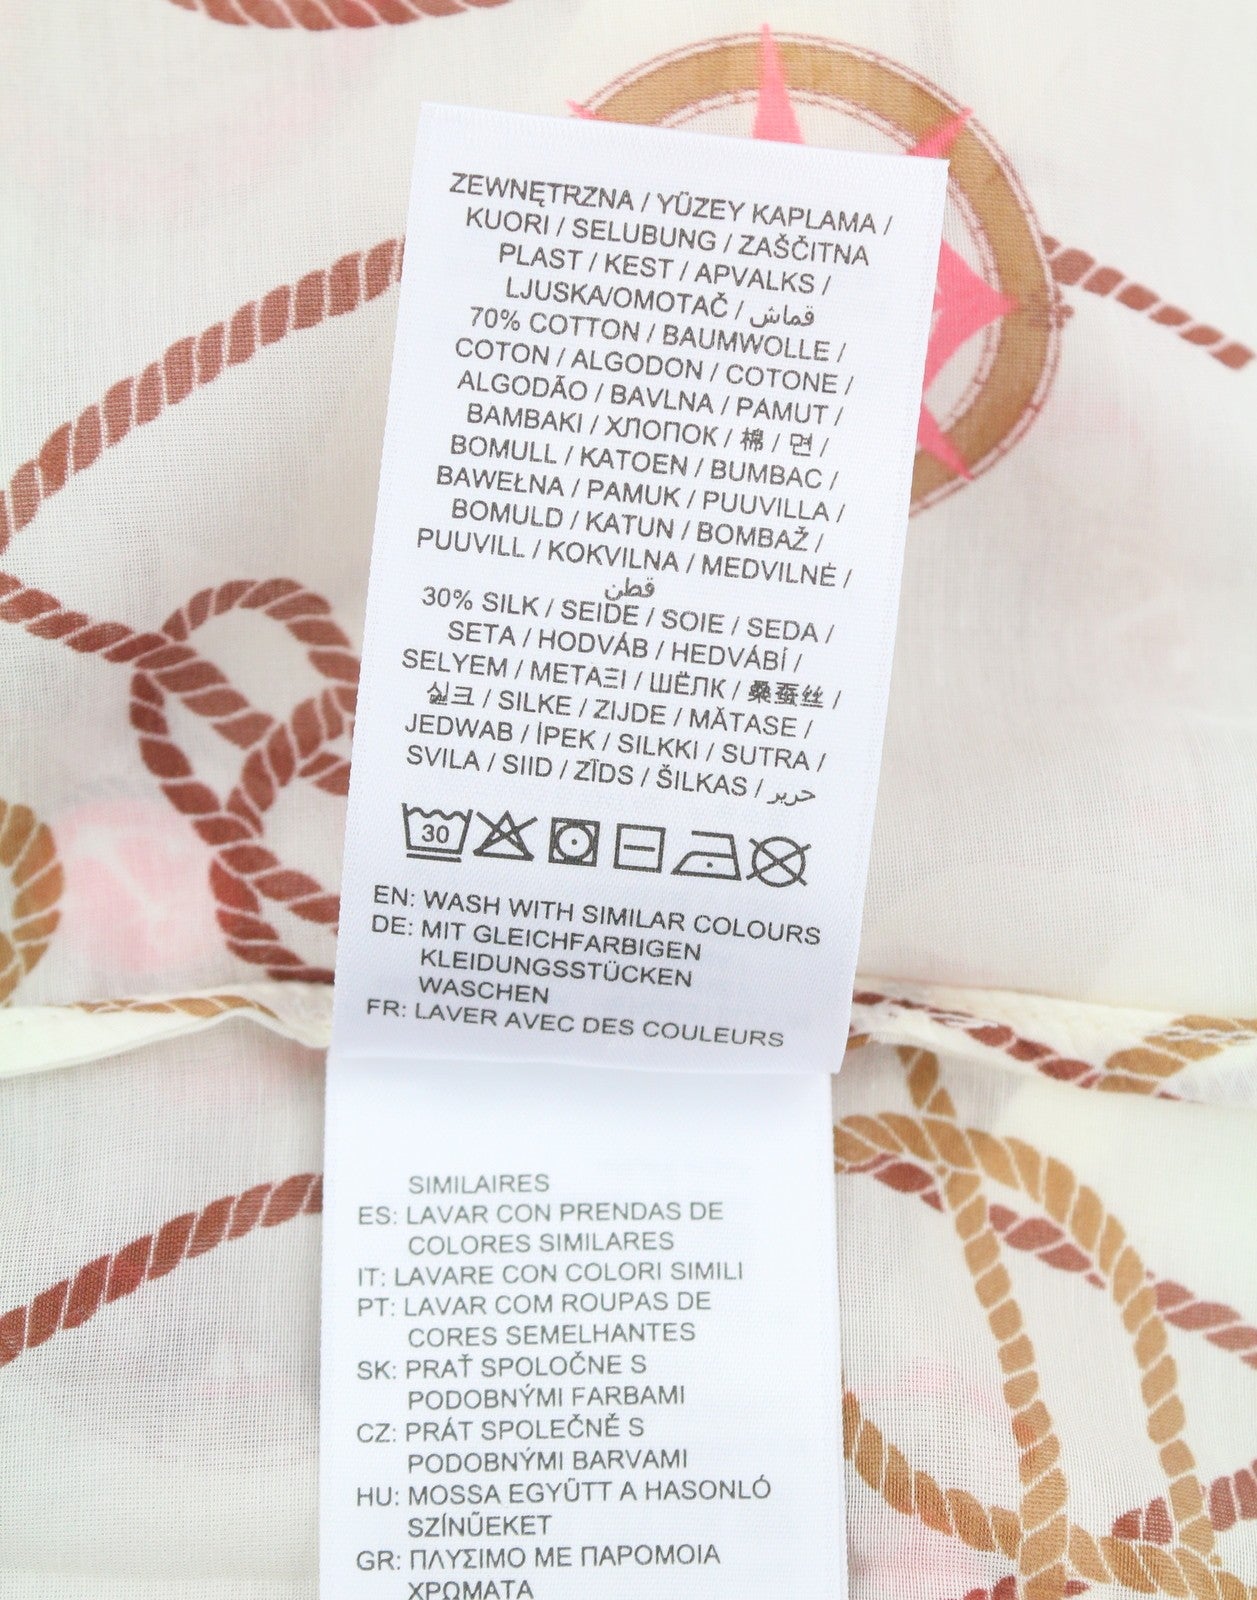 ZEWNĘTRZNA / YÜZEY KAPLAMA /
KUORI / SELUBUNG / ZAŠČITNA
PLAST / KEST / APVALKS /
LJUSKA/OMOTAČ / قماش
70% COTTON / BAUMWOLLE /
COTON / ALGODON / COTONE /
ALGODÃO / BAVLNA / PAMUT /
BAMBAKI / ХЛОПОК / 棉 / 면 /
BOMULL / KATOEN / BUMBAC /
BAWEŁNA / PAMUK / PUUVILLA /
BOMULD / KATUN / BOMBAŽ /
PUUVILL / KOKVILNA / MEDVILNĖ /
قطن
30% SILK / SEIDE / SOIE / SEDA /
SETA / HODVÁB / HEDVÁBÍ /
SELYEM / ΜΕΤΑΞΙ / ШЁЛК / 桑蚕丝 /
실크 / SILKE / ZIJDE / MĂTASE /
JEDWAB / İPEK / SILKKI / SUTRA /
SVILA / SIID / ZĪDS / ŠILKAS / حرير
30
EN: WASH WITH SIMILAR COLOURS
DE: MIT GLEICHFARBIGEN
KLEIDUNGSSTÜCKEN
WASCHEN
FR: LAVER AVEC DES COULEURS
SIMILAIRES
ES: LAVAR CON PRENDAS DE
COLORES SIMILARES
IT: LAVARE CON COLORI SIMILI
PT: LAVAR COM ROUPAS DE
CORES SEMELHANTES
SK: PRAŤ SPOLOČNE S
PODOBNÝMI FARBAMI
CZ: PRÁT SPOLEČNĚ S
PODOBNÝMI BARVAMI
HU: MOSSA EGYÜTT A HASONLÓ
SZÍNŰEKET
GR: ΠΛΥΣΙΜΟ ΜΕ ΠΑΡΟΜΟΙΑ
ΧΡΩΜΑΤΑ